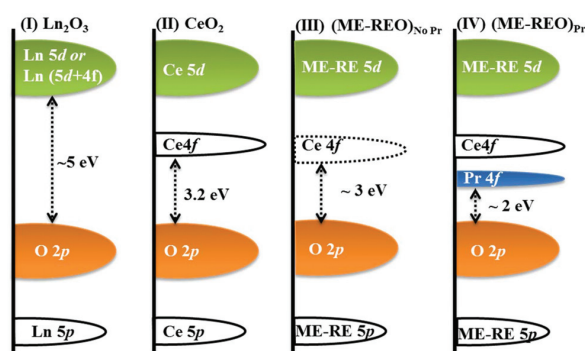 (I) Ln₂O₃
Ln 5d or
Ln (5d+4f)
~5 eV
O 2p
Ln 5p
(II) CeO₂
Ce 5d
Ce4f
3.2 eV
O 2p
Ce 5p
(III) (ME-REO)No Pr
ME-RE 5d
Ce 4f
~ 3 eV
O 2p
ME-RE 5p
(IV) (ME-REO)Pr
ME-RE 5d
Ce4f
Pr 4f
~ 2 eV
O 2p
ME-RE 5p